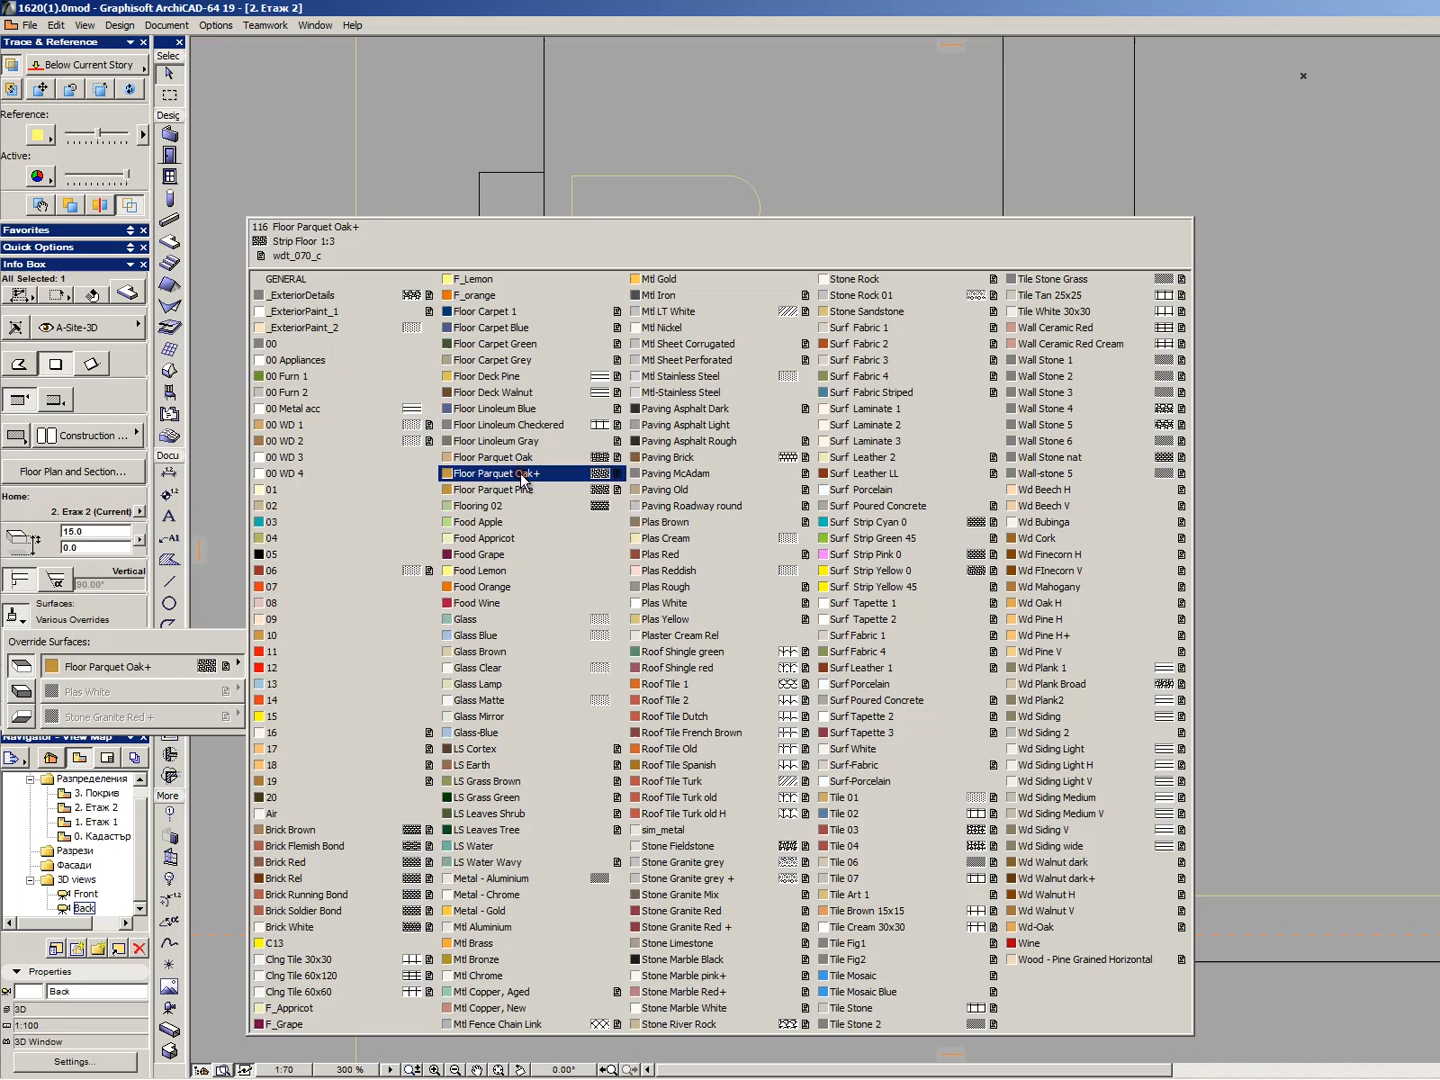 1620(1).0mod - Graphisoft ArchiCAD-64 19 - [2. Етаж 2]
File Edit View Design Document Options Teamwork Window Help
Trace & Reference
Selec
Below Current Story
Reference:
Desig
Active:
Favorites
Quick Options
Info Box
All Selected: 1
A-Site-3D
Construction ...
Floor Plan and Section...
Docu
Home:
2. Етаж 2 (Current)
15.0
0.0
Vertical
90.00°
Surfaces:
Various Overrides
Override Surfaces:
Floor Parquet Oak+
Plas White
Stone Granite Red +
Navigator - View Map
Разпределения
3. Покрив
2. Етаж 2
1. Етаж 1
0. Кадастър
Разрези
Фасади
3D views
Front
Back
More
Properties
Back
3D
1:100
3D Window
Settings...
116 Floor Parquet Oak+
Strip Floor 1:3
wdt_070_c
GENERAL
_ExteriorDetails
_ExteriorPaint_1
_ExteriorPaint_2
00
00 Appliances
00 Furn 1
00 Furn 2
00 Metal acc
00 WD 1
00 WD 2
00 WD 3
00 WD 4
01
02
03
04
05
06
07
08
09
10
11
12
13
14
15
16
17
18
19
20
Air
Brick Brown
Brick Flemish Bond
Brick Red
Brick Rel
Brick Running Bond
Brick Soldier Bond
Brick White
C13
Clng Tile 30x30
Clng Tile 60x120
Clng Tile 60x60
F_Appricot
F_Grape
F_Lemon
F_orange
Floor Carpet 1
Floor Carpet Blue
Floor Carpet Green
Floor Carpet Grey
Floor Deck Pine
Floor Deck Walnut
Floor Linoleum Blue
Floor Linoleum Checkered
Floor Linoleum Gray
Floor Parquet Oak
Floor Parquet Oak+
Floor Parquet Pine
Flooring 02
Food Apple
Food Appricot
Food Grape
Food Lemon
Food Orange
Food Wine
Glass
Glass Blue
Glass Brown
Glass Clear
Glass Lamp
Glass Matte
Glass Mirror
Glass-Blue
LS Cortex
LS Earth
LS Grass Brown
LS Grass Green
LS Leaves Shrub
LS Leaves Tree
LS Water
LS Water Wavy
Metal - Aluminium
Metal - Chrome
Metal - Gold
Mtl Aluminium
Mtl Brass
Mtl Bronze
Mtl Chrome
Mtl Copper, Aged
Mtl Copper, New
Mtl Fence Chain Link
Mtl Gold
Mtl Iron
Mtl LT White
Mtl Nickel
Mtl Sheet Corrugated
Mtl Sheet Perforated
Mtl Stainless Steel
Mtl-Stainless Steel
Paving Asphalt Dark
Paving Asphalt Light
Paving Asphalt Rough
Paving Brick
Paving McAdam
Paving Old
Paving Roadway round
Plas Brown
Plas Cream
Plas Red
Plas Reddish
Plas Rough
Plas White
Plas Yellow
Plaster Cream Rel
Roof Shingle green
Roof Shingle red
Roof Tile 1
Roof Tile 2
Roof Tile Dutch
Roof Tile French Brown
Roof Tile Old
Roof Tile Spanish
Roof Tile Turk
Roof Tile Turk old
Roof Tile Turk old H
sim_metal
Stone Fieldstone
Stone Granite grey
Stone Granite grey +
Stone Granite Mix
Stone Granite Red
Stone Granite Red +
Stone Limestone
Stone Marble Black
Stone Marble pink+
Stone Marble Red+
Stone Marble White
Stone River Rock
Stone Rock
Stone Rock 01
Stone Sandstone
Surf Fabric 1
Surf Fabric 2
Surf Fabric 3
Surf Fabric 4
Surf Fabric Striped
Surf Laminate 1
Surf Laminate 2
Surf Laminate 3
Surf Leather 2
Surf Leather LL
Surf Porcelain
Surf Poured Concrete
Surf Strip Cyan 0
Surf Strip Green 45
Surf Strip Pink 0
Surf Strip Yellow 0
Surf Strip Yellow 45
Surf Tapette 1
Surf Tapette 2
Surf Fabric 1
Surf Fabric 4
Surf Leather 1
Surf Porcelain
Surf Poured Concrete
Surf Tapette 2
Surf Tapette 3
Surf White
Surf-Fabric
Surf-Porcelain
Tile 01
Tile 02
Tile 03
Tile 04
Tile 06
Tile 07
Tile Art 1
Tile Brown 15x15
Tile Cream 30x30
Tile Fig1
Tile Fig2
Tile Mosaic
Tile Mosaic Blue
Tile Stone
Tile Stone 2
Tile Stone Grass
Tile Tan 25x25
Tile White 30x30
Wall Ceramic Red
Wall Ceramic Red Cream
Wall Stone 1
Wall Stone 2
Wall Stone 3
Wall Stone 4
Wall Stone 5
Wall Stone 6
Wall Stone nat
Wall-stone 5
Wd Beech H
Wd Beech V
Wd Bubinga
Wd Cork
Wd Finecorn H
Wd FInecorn V
Wd Mahogany
Wd Oak H
Wd Pine H
Wd Pine H+
Wd Pine V
Wd Plank 1
Wd Plank Broad
Wd Plank2
Wd Siding
Wd Siding 2
Wd Siding Light
Wd Siding Light H
Wd Siding Light V
Wd Siding Medium
Wd Siding Medium V
Wd Siding V
Wd Siding wide
Wd Walnut dark
Wd Walnut dark+
Wd Walnut H
Wd Walnut V
Wd-Oak
Wine
Wood - Pine Grained Horizontal
1:70 300 % 0.00°